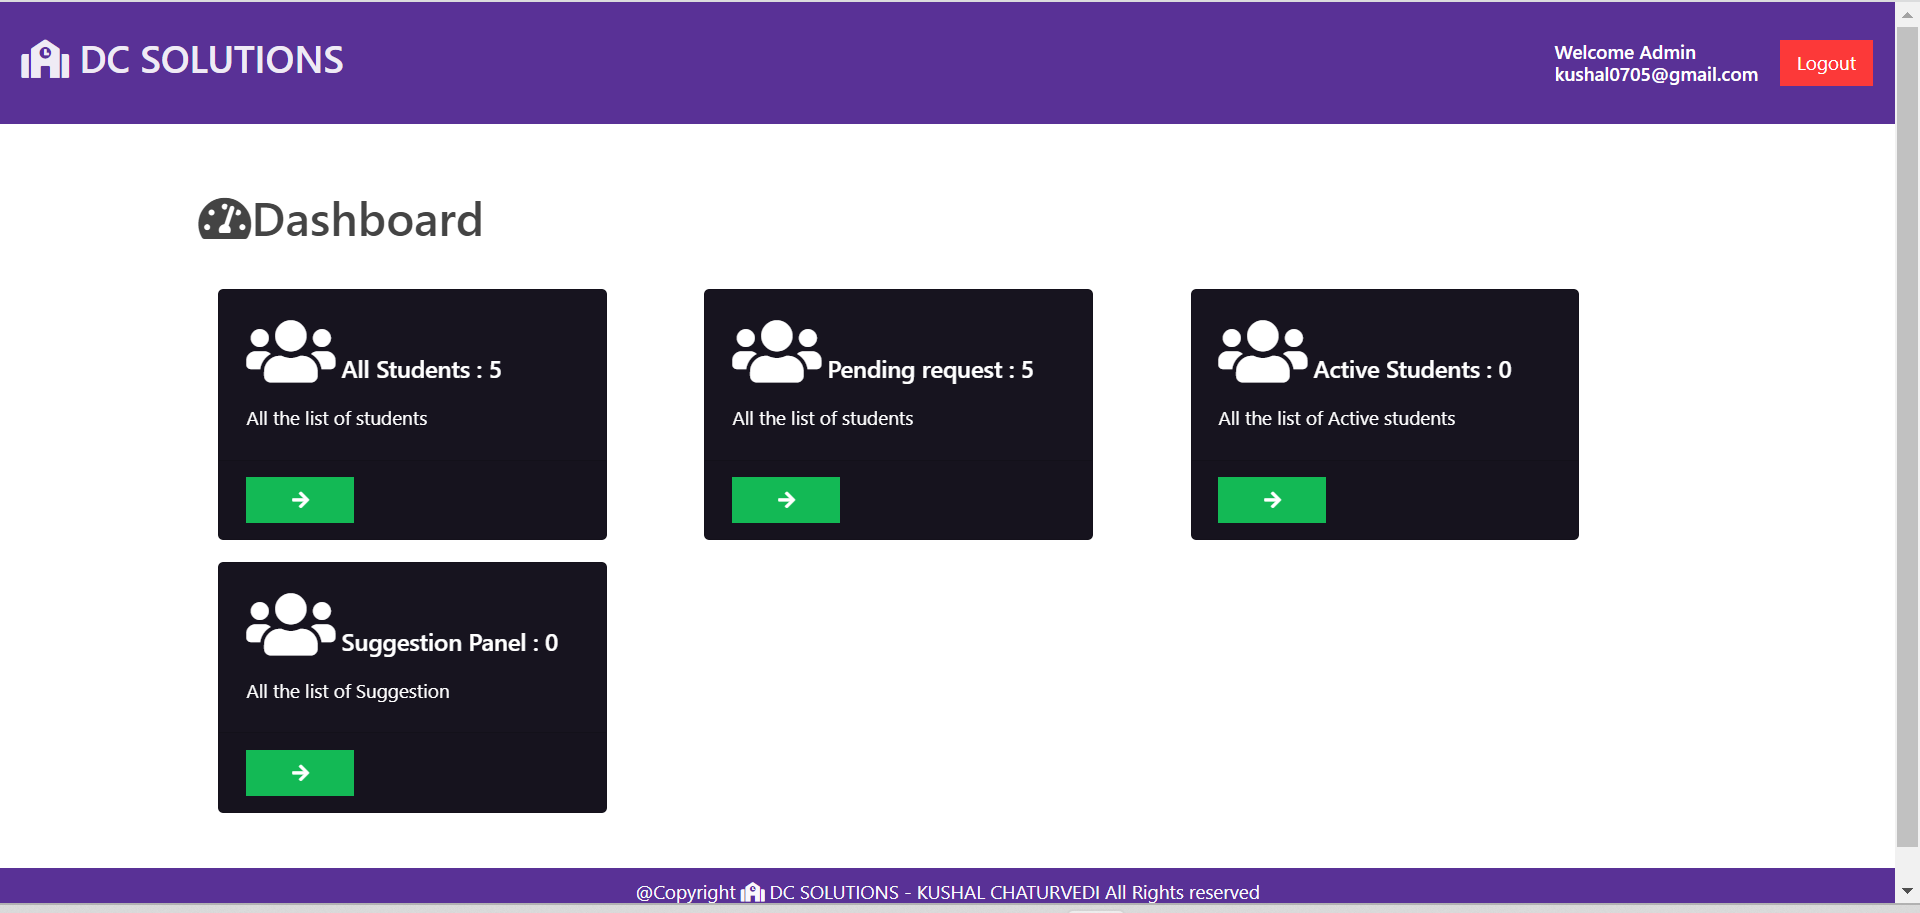 DC SOLUTIONS
Welcome Admin
kushal0705@gmail.com
Logout
Dashboard
All Students : 5
All the list of students
Pending request : 5
All the list of students
Active Students : 0
All the list of Active students
Suggestion Panel : 0
All the list of Suggestion
@Copyright DC SOLUTIONS - KUSHAL CHATURVEDI All Rights reserved